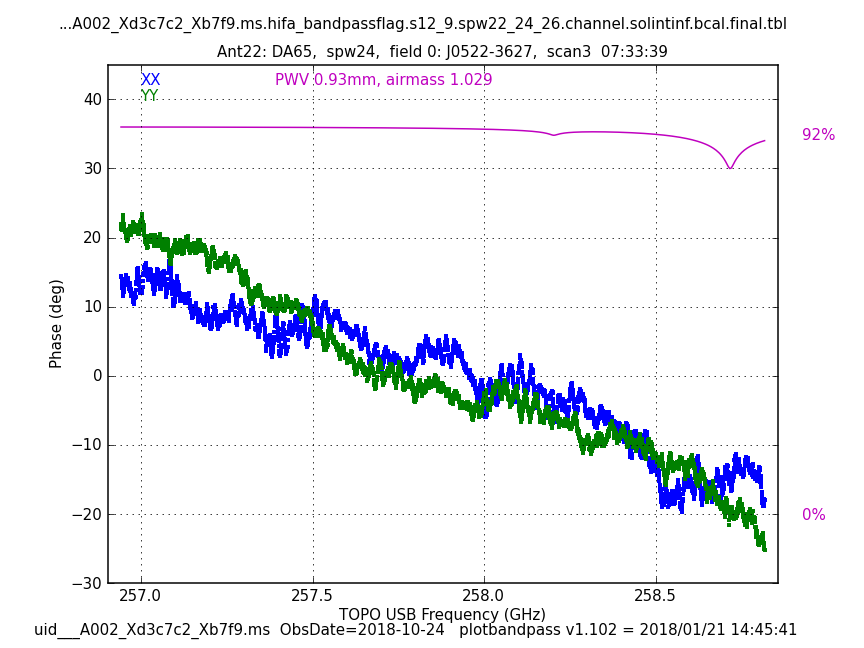 ...A002_Xd3c7c2_Xb7f9.ms.hifa_bandpassflag.s12_9.spw22_24_26.channel.solintinf.bcal.final.tbl
Ant22: DA65,  spw24,  field 0: J0522-3627,  scan3  07:33:39
XX
PWV 0.93mm, airmass 1.029
YY
40
92%
30
20
10
0
−10
−20
0%
−30
Phase (deg)
257.0 257.5 258.0 258.5
TOPO USB Frequency (GHz)
uid___A002_Xd3c7c2_Xb7f9.ms  ObsDate=2018-10-24  plotbandpass v1.102 = 2018/01/21 14:45:41